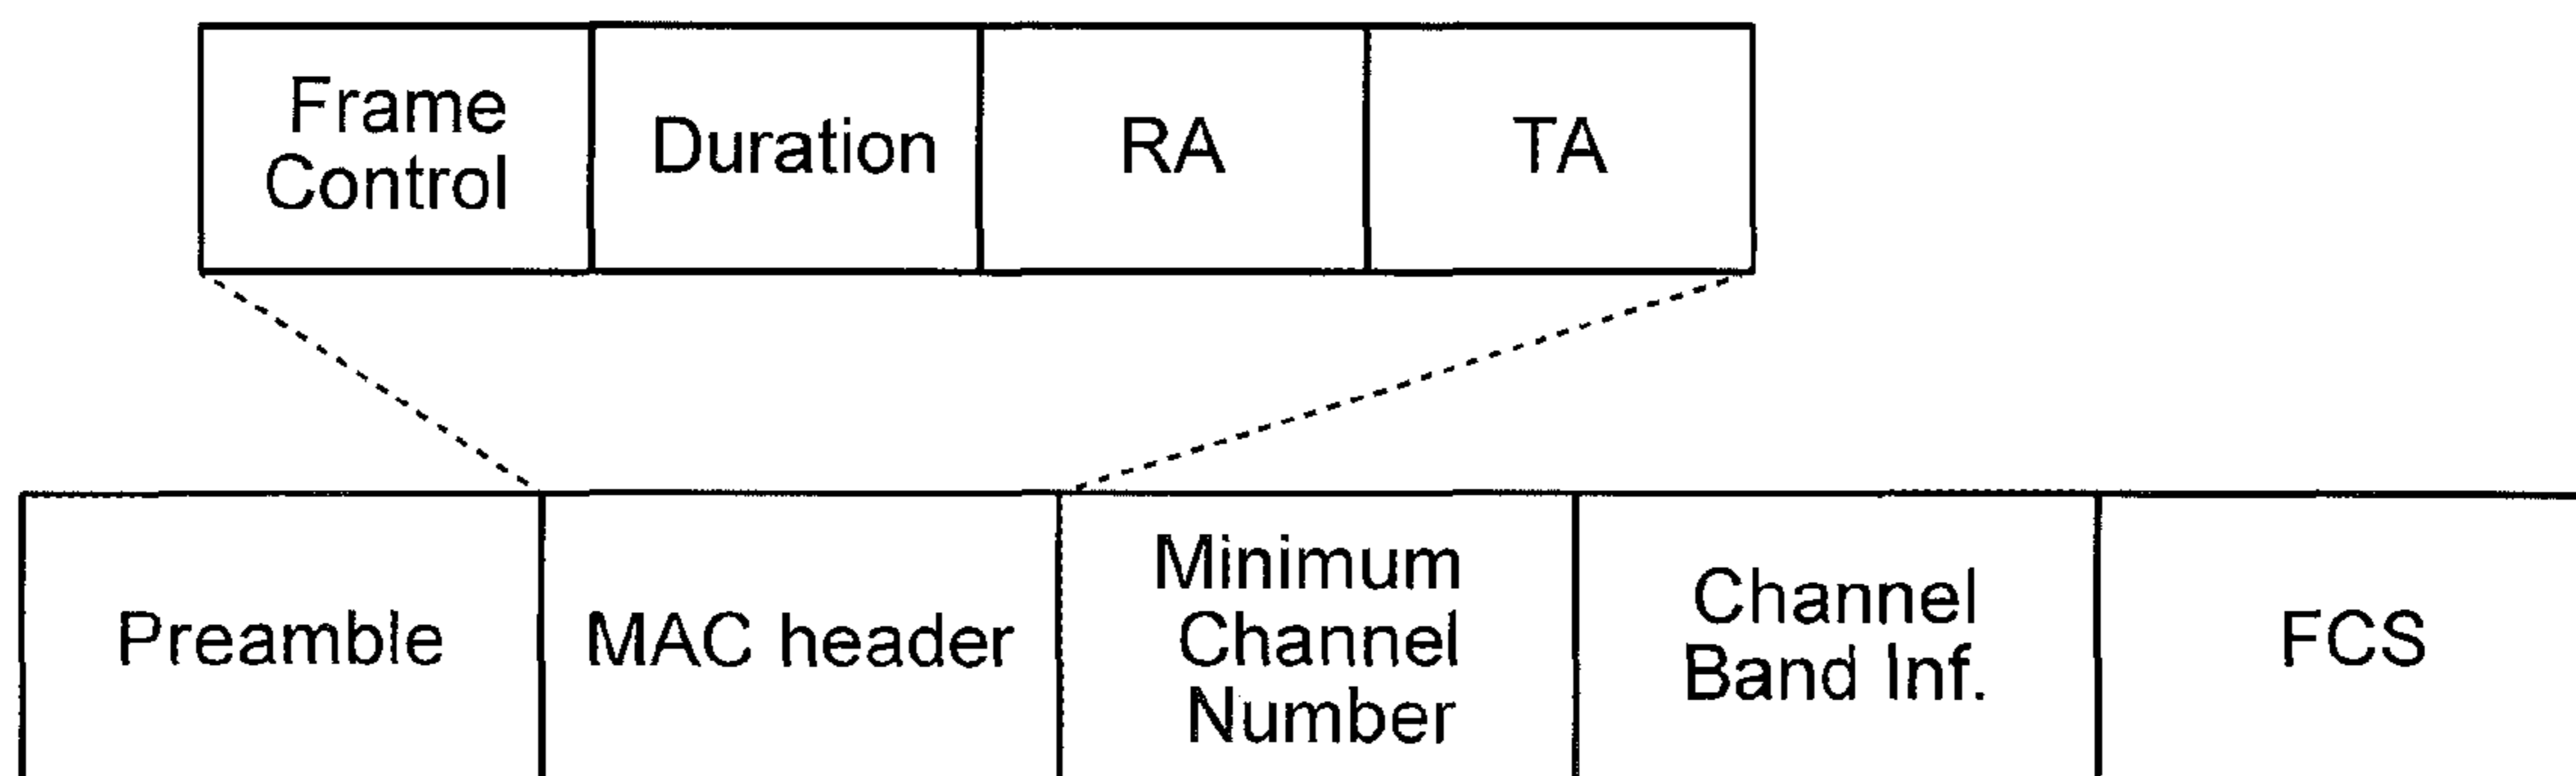 Frame
Control
Duration
RA
TA
Preamble
MAC header
Minimum
Channel
Number
Channel
Band Inf.
FCS